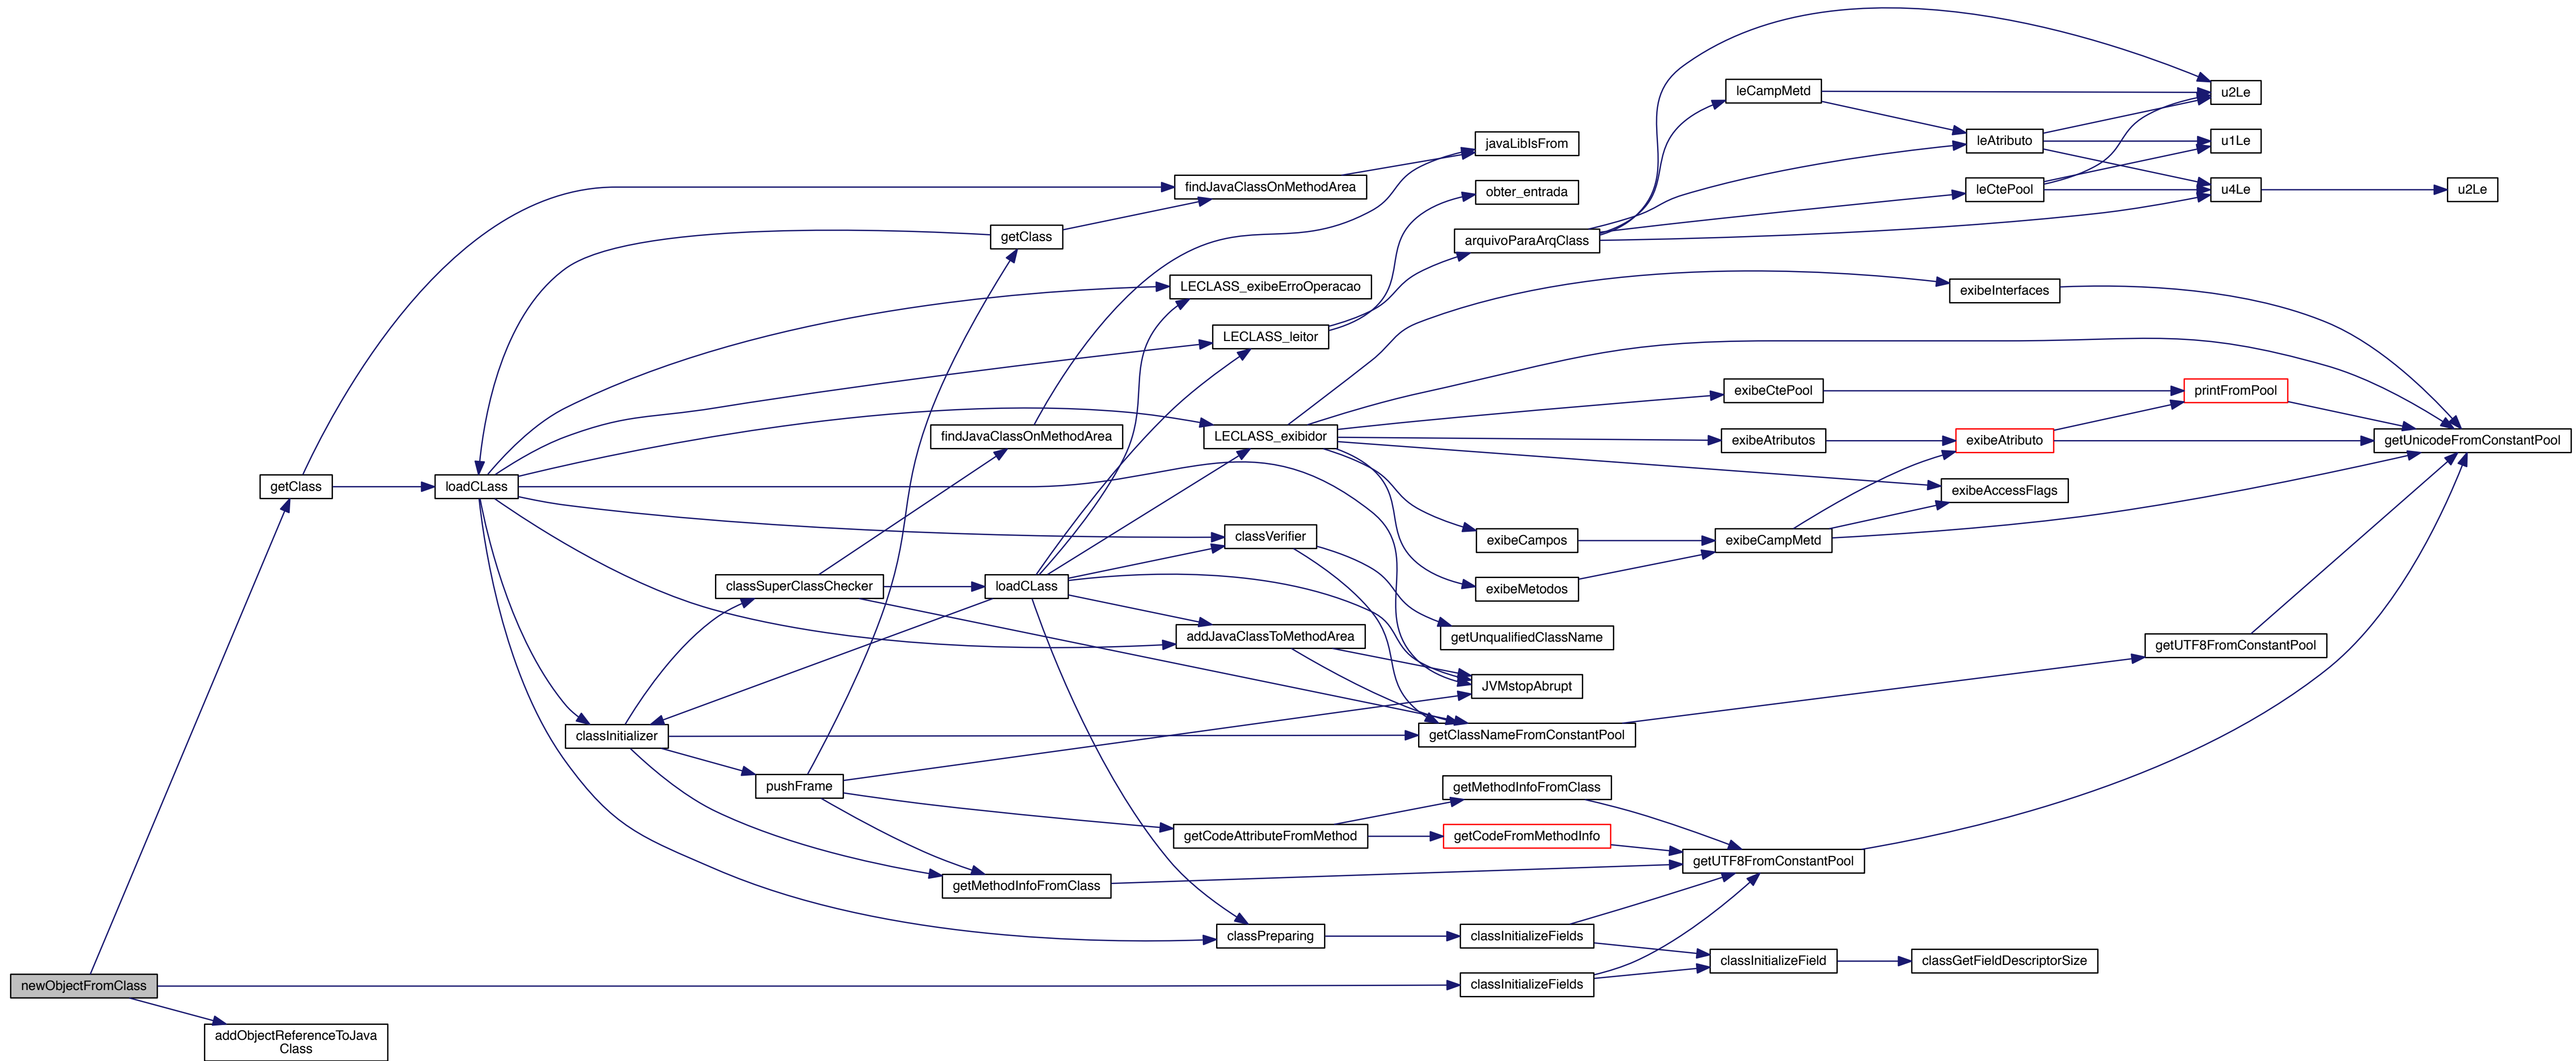 u2Le
leCampMetd
u1Le
leAtributo
javaLibIsFrom
findJavaClassOnMethodArea
obter_entrada
leCtePool
u4Le
u2Le
getClass
arquivoParaArqClass
LECLASS_exibeErroOperacao
exibeInterfaces
LECLASS_leitor
exibeCtePool
printFromPool
findJavaClassOnMethodArea
LECLASS_exibidor
exibeAtributos
exibeAtributo
getUnicodeFromConstantPool
getClass
loadCLass
exibeAccessFlags
classVerifier
exibeCampos
exibeCampMetd
classSuperClassChecker
loadCLass
exibeMetodos
addJavaClassToMethodArea
getUnqualifiedClassName
getUTF8FromConstantPool
JVMstopAbrupt
classInitializer
getClassNameFromConstantPool
pushFrame
getMethodInfoFromClass
getCodeAttributeFromMethod
getCodeFromMethodInfo
getUTF8FromConstantPool
getMethodInfoFromClass
classPreparing
classInitializeFields
classInitializeField
classGetFieldDescriptorSize
newObjectFromClass
classInitializeFields
addObjectReferenceToJava
Class